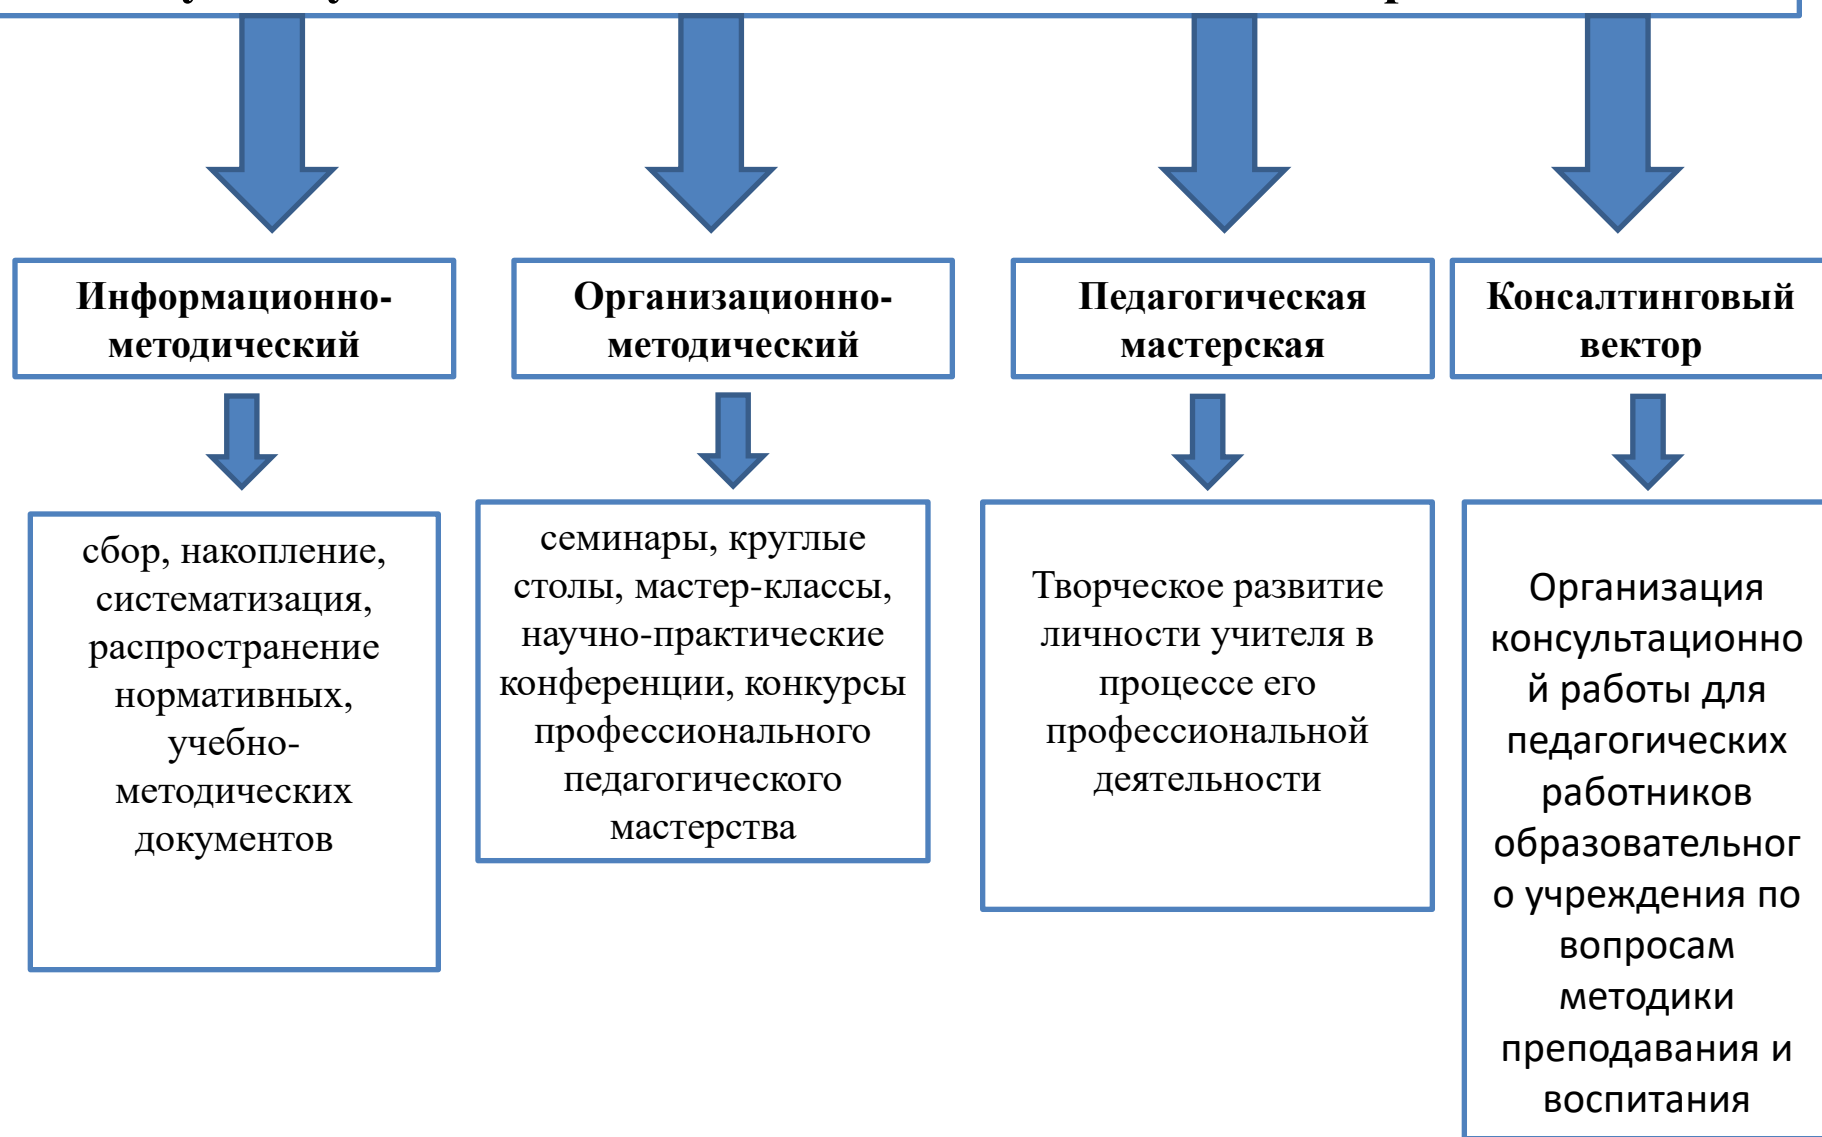 Информационно-
методический
Организационно-
методический
Педагогическая
мастерская
Консалтинговый
вектор
сбор, накопление,
систематизация,
распространение
нормативных,
учебно-
методических
документов
семинары, круглые
столы, мастер-классы,
научно-практические
конференции, конкурсы
профессионального
педагогического
мастерства
Творческое развитие
личности учителя в
процессе его
профессиональной
деятельности
Организация
консультационно
й работы для
педагогических
работников
образовательног
о учреждения по
вопросам
методики
преподавания и
воспитания